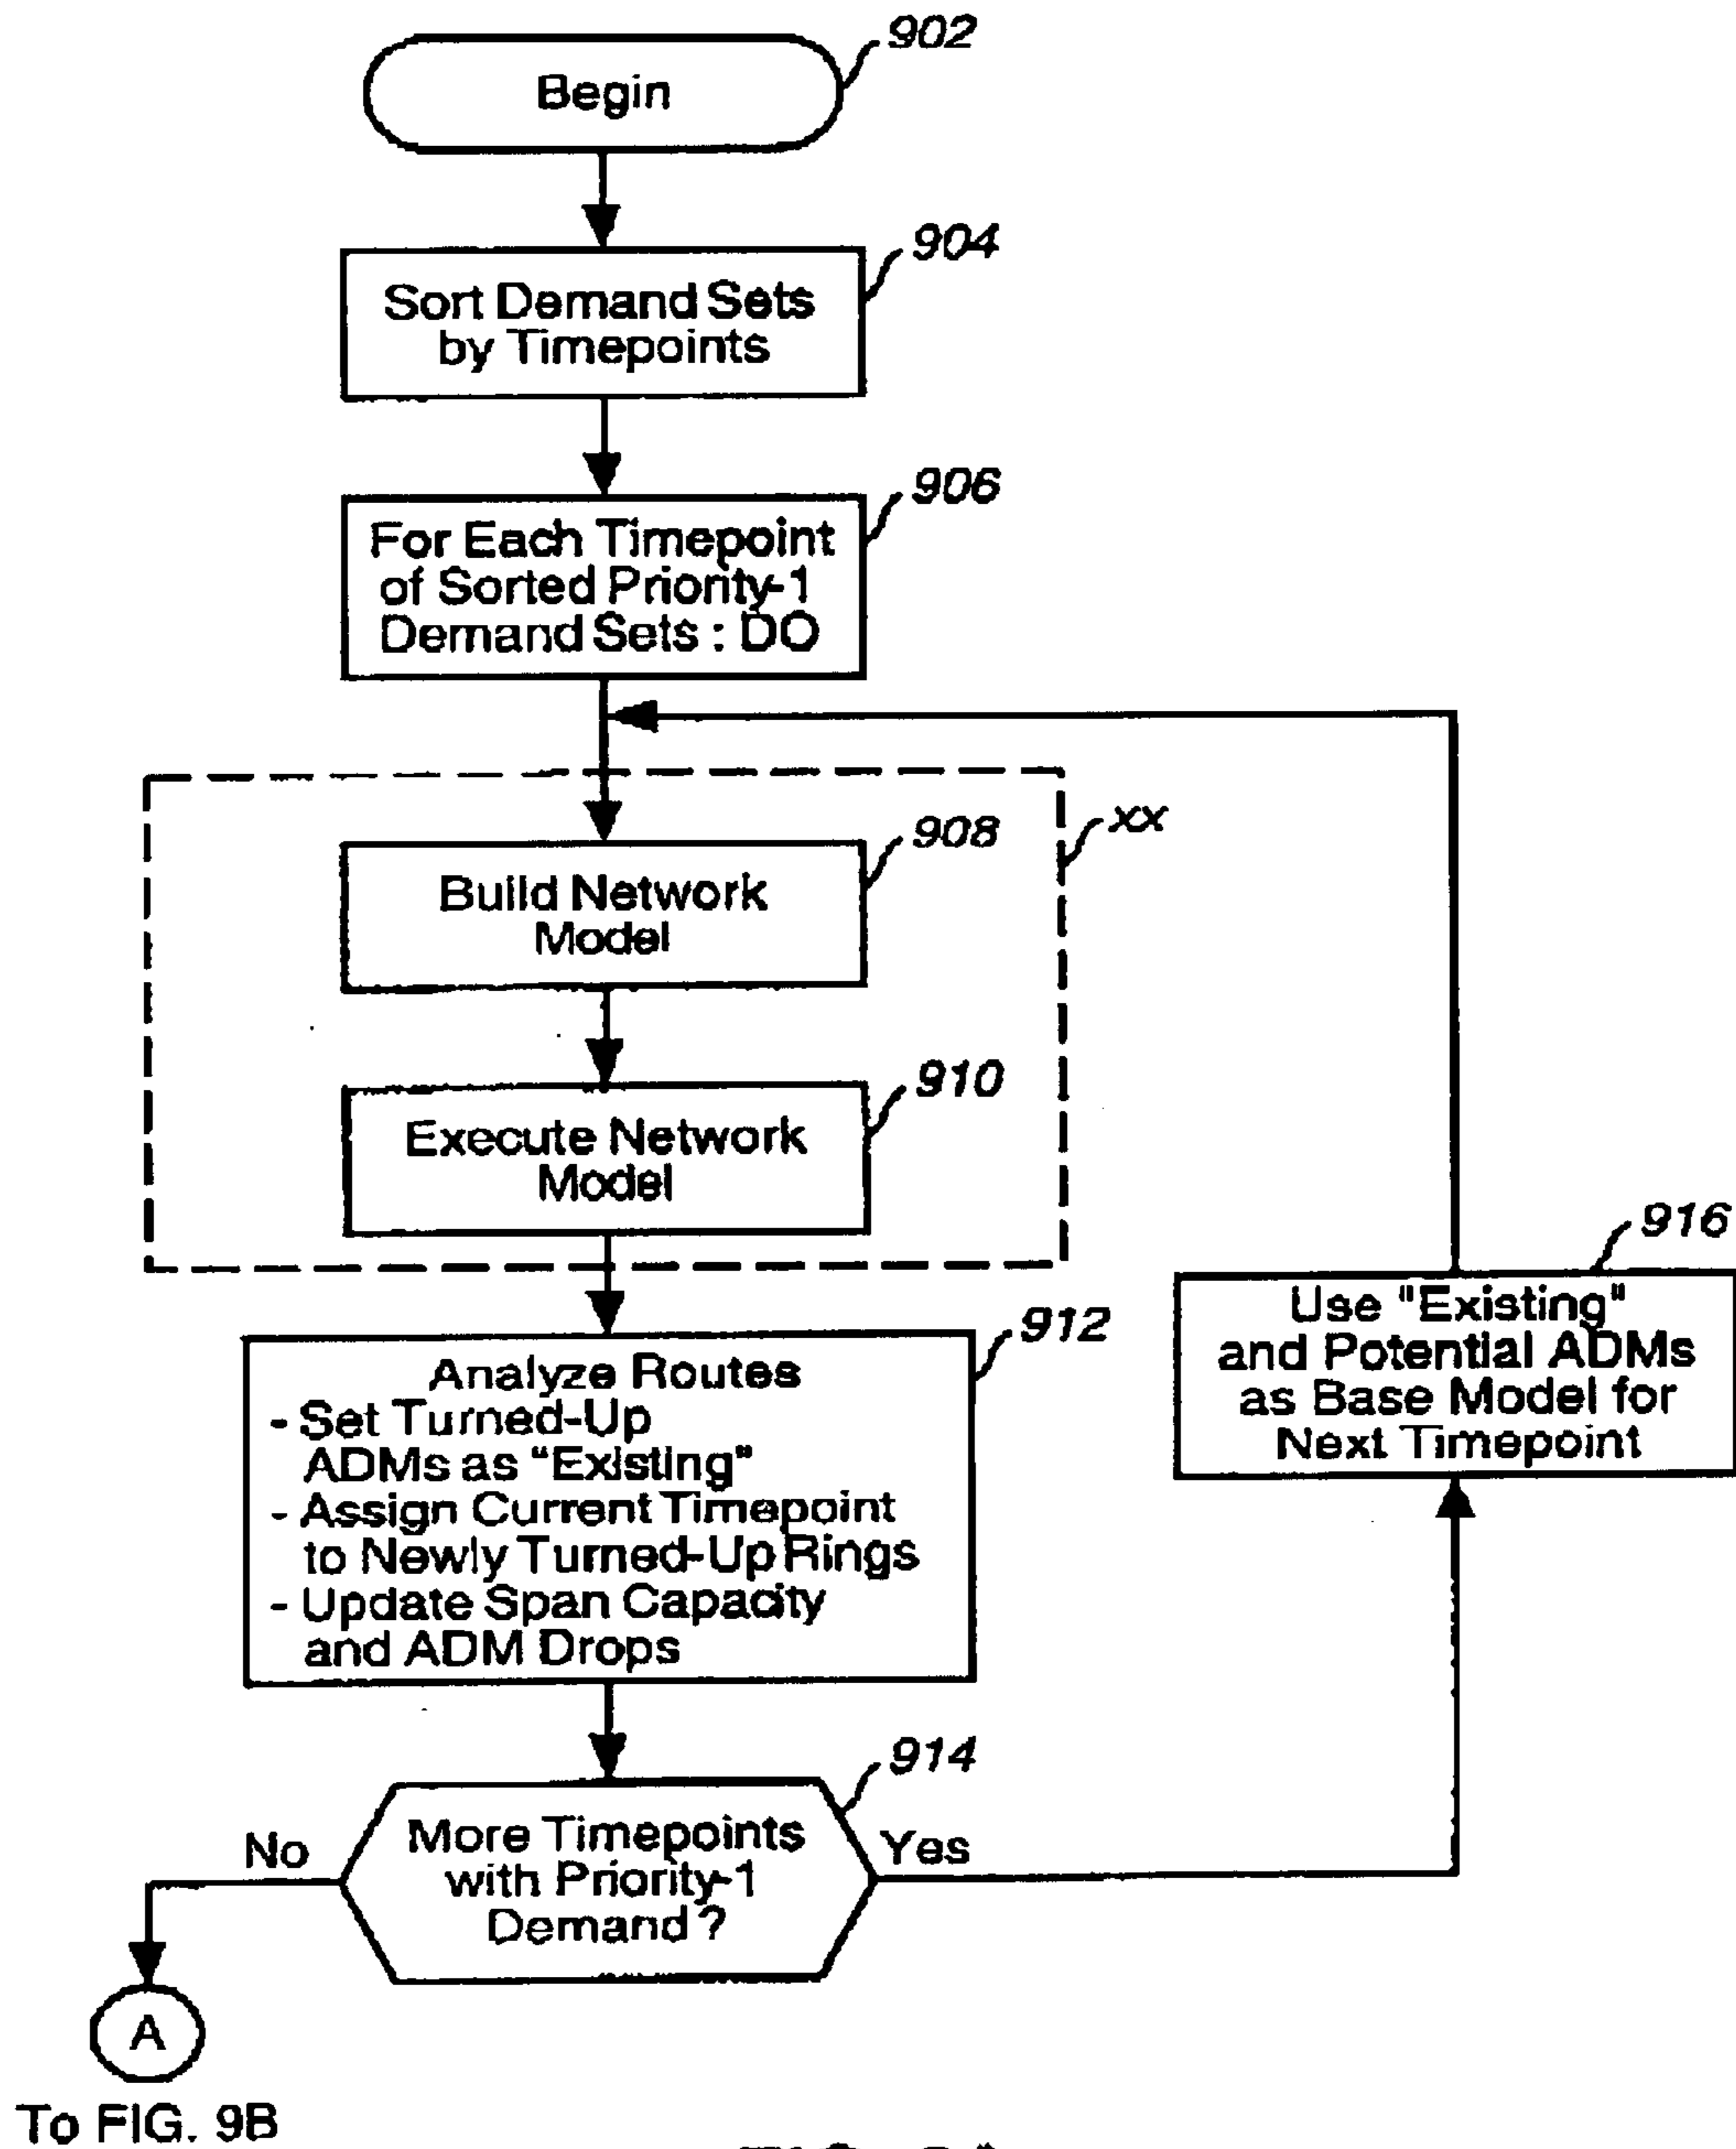 902
Begin
904
Sort Demand Sets
by Timepoints
906
For Each Timepoint
of Sorted Priority-1
Demand Sets : DO
xx
908
Build Network
Model
910
Execute Network
Model
912
Analyze Routes
- Set Turned-Up
ADMs as "Existing"
- Assign Current Timepoint
to Newly Turned-Up Rings
- Update Span Capacity
and ADM Drops
916
Use "Existing"
and Potential ADMs
as Base Model for
Next Timepoint
914
More Timepoints
with Priority-1
Demand ?
No
Yes
A
To FIG. 9B